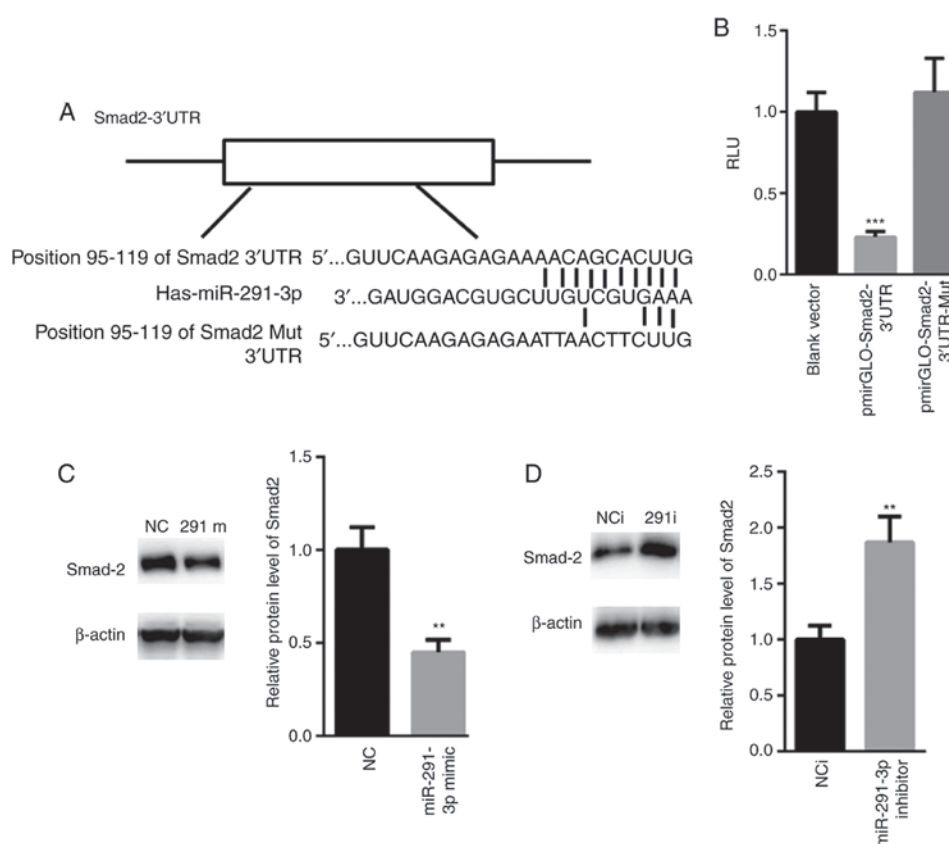 A
Smad2-3′UTR
Position 95-119 of Smad2 3′UTR 5′...GUUCAAGAGAGAAAACAGCACUUG
Has-miR-291-3p 3′...GAUGGACGUGCUUGUCGUGAAA
Position 95-119 of Smad2 Mut 3′UTR 5′...GUUCAAGAGAGAATTAACTTCUUG
B
RLU
1.5
1.0
0.5
0.0
***
Blank vector
pmirGLO-Smad2-
3′UTR
pmirGLO-Smad2-
3′UTR-Mut
C
NC 291 m
Smad-2
β-actin
Relative protein level of Smad2
1.5
1.0
0.5
0.0
**
NC
miR-291-
3p mimic
D
NCi 291i
Smad-2
β-actin
Relative protein level of Smad2
2.5
2.0
1.5
1.0
0.5
0.0
**
NCi
miR-291-3p
inhibitor